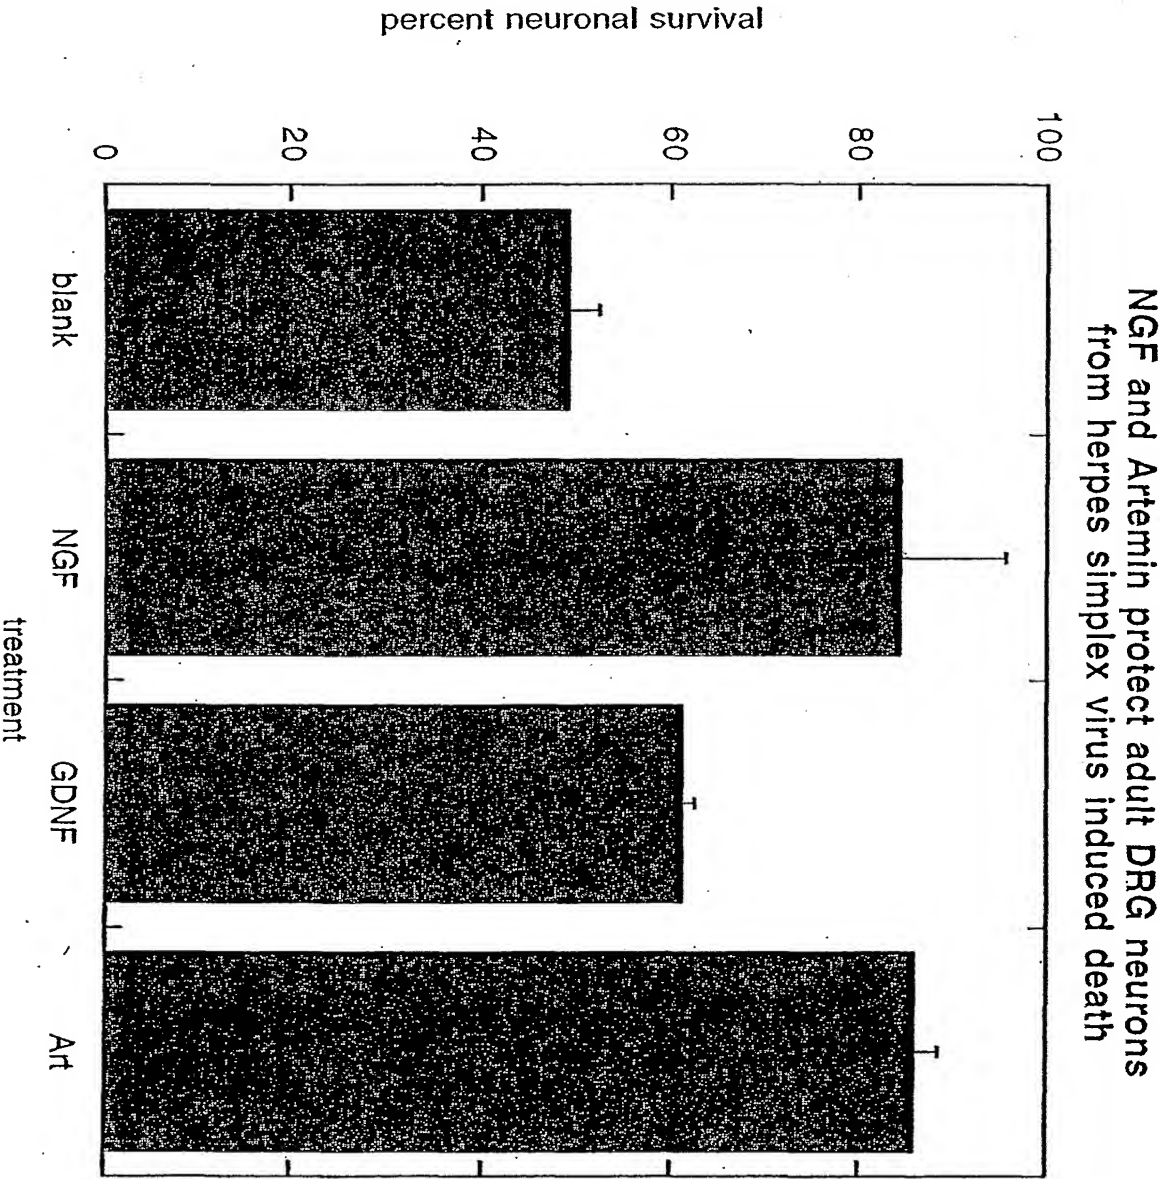 NGF and Artemin protect adult DRG neurons
from herpes simplex virus induced death
percent neuronal survival
100
80
60
40
20
0
blank
NGF
GDNF
Art
treatment